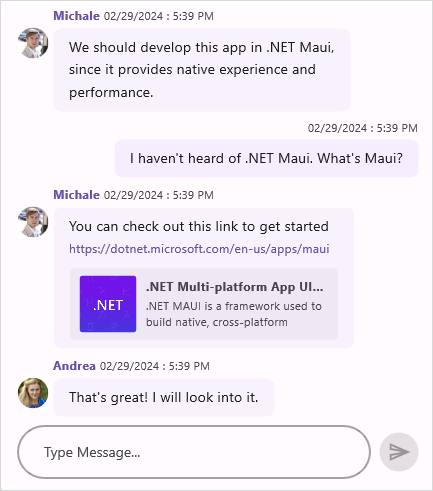 Michale 02/29/2024 : 5:39 PM
We should develop this app in .NET Maui,
since it provides native experience and
performance.
02/29/2024 : 5:39 PM
I haven't heard of .NET Maui. What's Maui?
Michale 02/29/2024 : 5:39 PM
You can check out this link to get started
https://dotnet.microsoft.com/en-us/apps/maui
.NET
.NET Multi-platform App UI...
.NET MAUI is a framework used to
build native, cross-platform
Andrea 02/29/2024 : 5:39 PM
That's great! I will look into it.
Type Message...